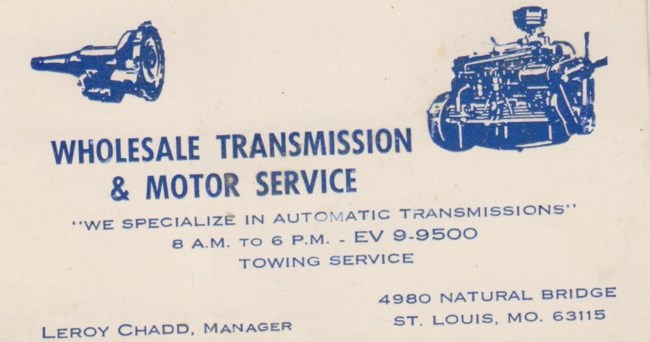 WHOLESALE TRANSMISSION
& MOTOR SERVICE
"WE SPECIALIZE IN AUTOMATIC TRANSMISSIONS"
8 A.M. TO 6 P.M. - EV 9-9500
TOWING SERVICE
LEROY CHADD, MANAGER
4980 NATURAL BRIDGE
ST. LOUIS, MO. 63115